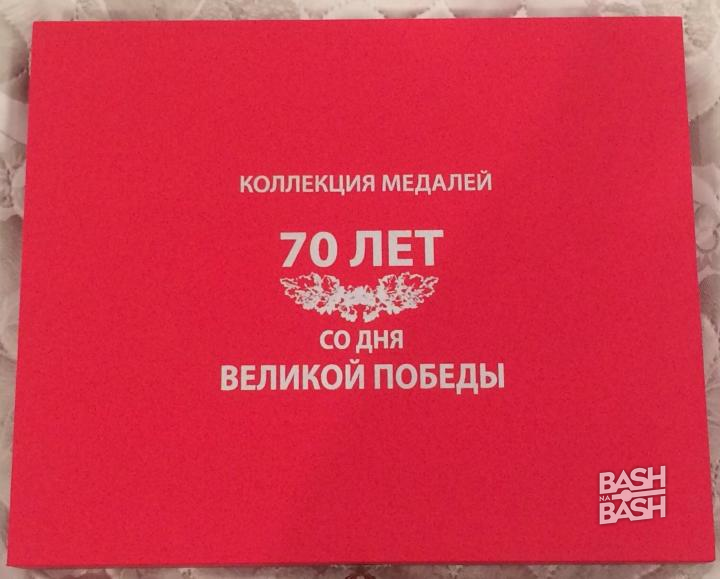 КОЛЛЕКЦИЯ МЕДАЛЕЙ
70 ЛЕТ
СО ДНЯ
ВЕЛИКОЙ ПОБЕДЫ
BASH
NA
BASH